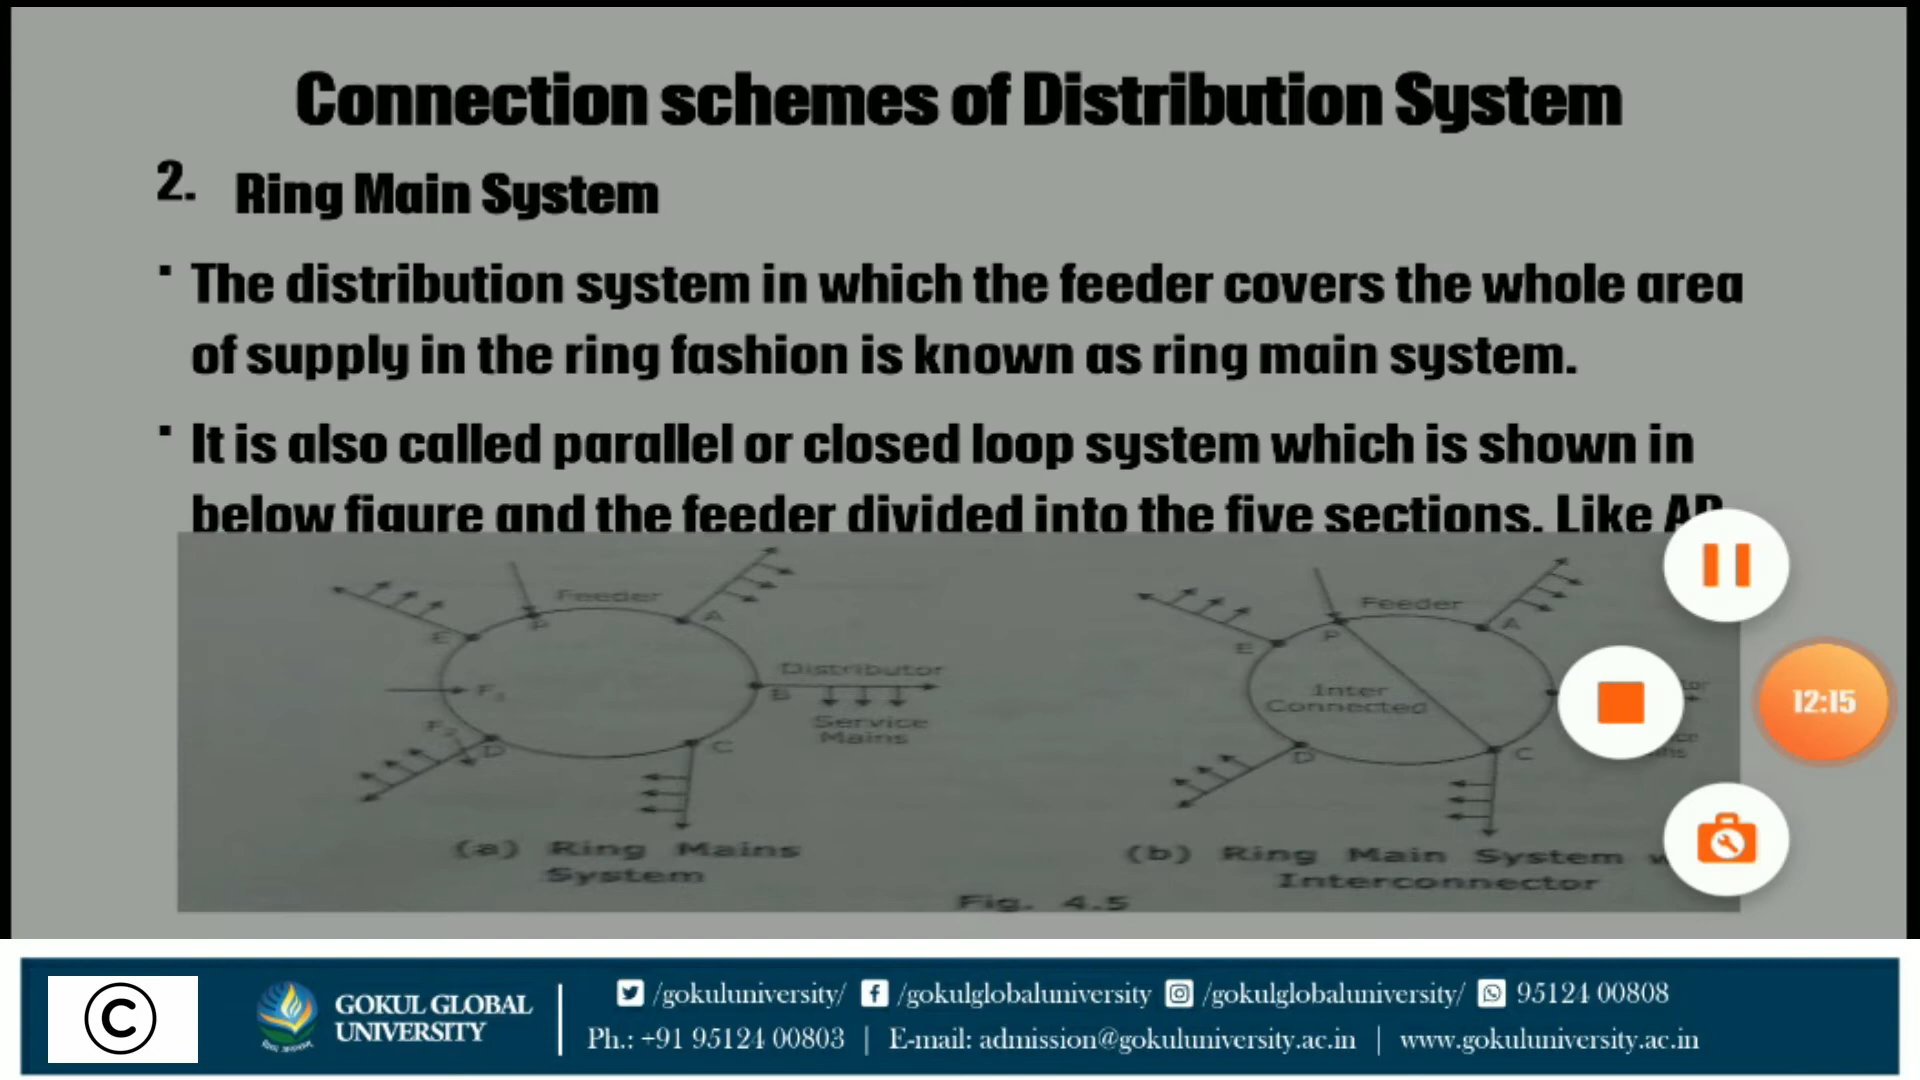 Connection schemes of Distribution System
2. Ring Main System
▪ The distribution system in which the feeder covers the whole area
of supply in the ring fashion is known as ring main system.
▪ It is also called parallel or closed loop system which is shown in
below figure and the feeder divided into the five sections. Like
Feeder
P
A
E
Distributor
F₁
B
Service
Mains
F₂
D
C
(a) Ring Mains
System
Feeder
P
A
E
Inter
Connected
D
C
(b) Ring Main System
Interconnector
Fig. 4.5
12:15
©
GOKUL GLOBAL
UNIVERSITY
/gokuluniversity/ /gokulglobaluniversity /gokulglobaluniversity/ 95124 00808
Ph.: +91 95124 00803 | E-mail: admission@gokuluniversity.ac.in | www.gokuluniversity.ac.in